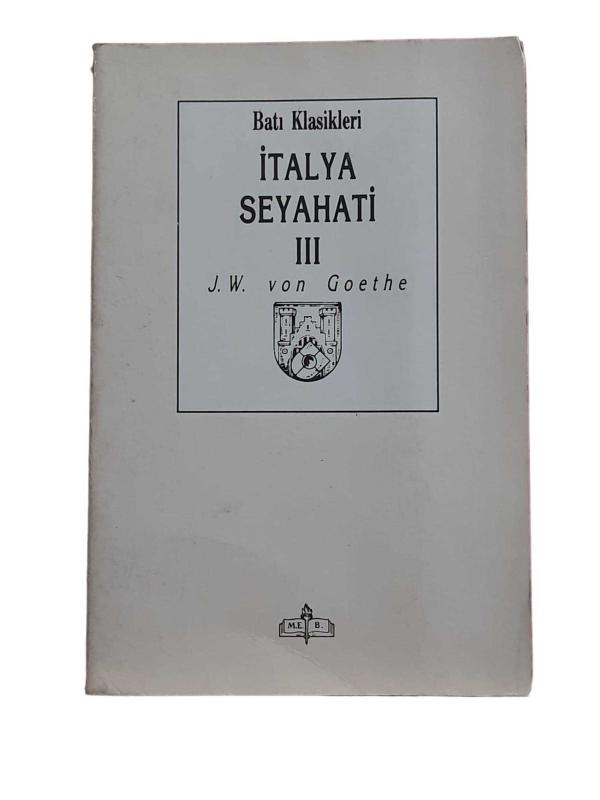 Batı Klasikleri
İTALYA
SEYAHATİ
III
J. W. von Goethe
M.E. B.